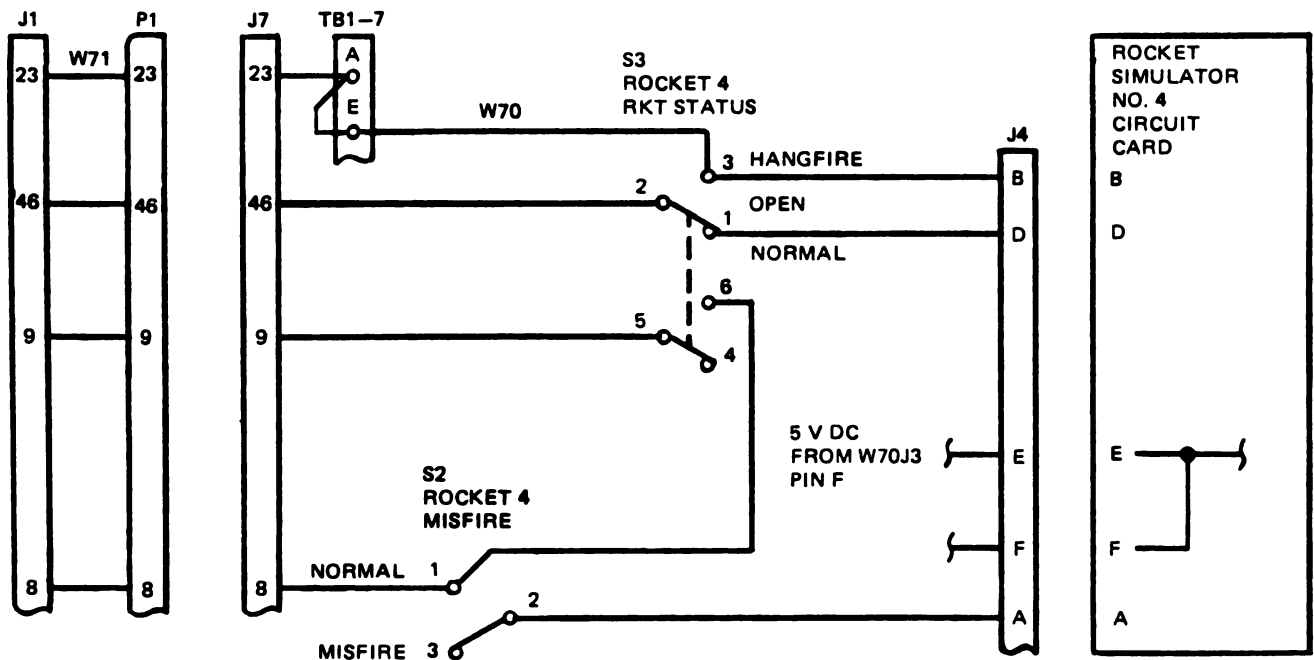 J1
P1
J7
TB1-7
23
W71
23
23
A
E
W70
S3
ROCKET 4
RKT STATUS
J4
ROCKET
SIMULATOR
NO. 4
CIRCUIT
CARD
3 HANGFIRE
B
B
46
46
46
2
OPEN
1
D
D
NORMAL
6
9
9
9
5
4
5 V DC
FROM W70J3
PIN F
E
E
S2
ROCKET 4
MISFIRE
F
F
8
8
8
NORMAL 1
2
A
A
MISFIRE 3